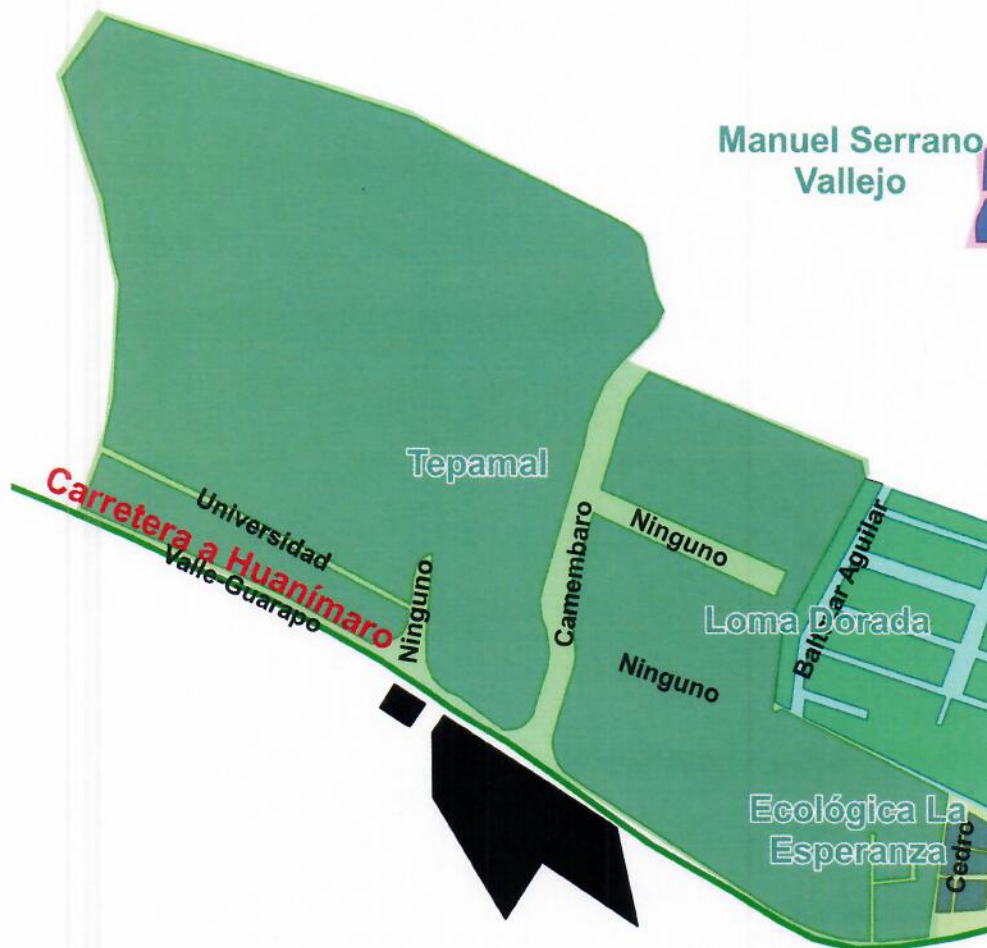 Manuel Serrano
Vallejo
Tepamal
Carretera a Huanímaro
Universidad
Valle-Guarapo
Ninguno
Camembaro
Ninguno
Ninguno
Baltasar Aguilar
Loma Dorada
Ecológica La
Esperanza
Cedro